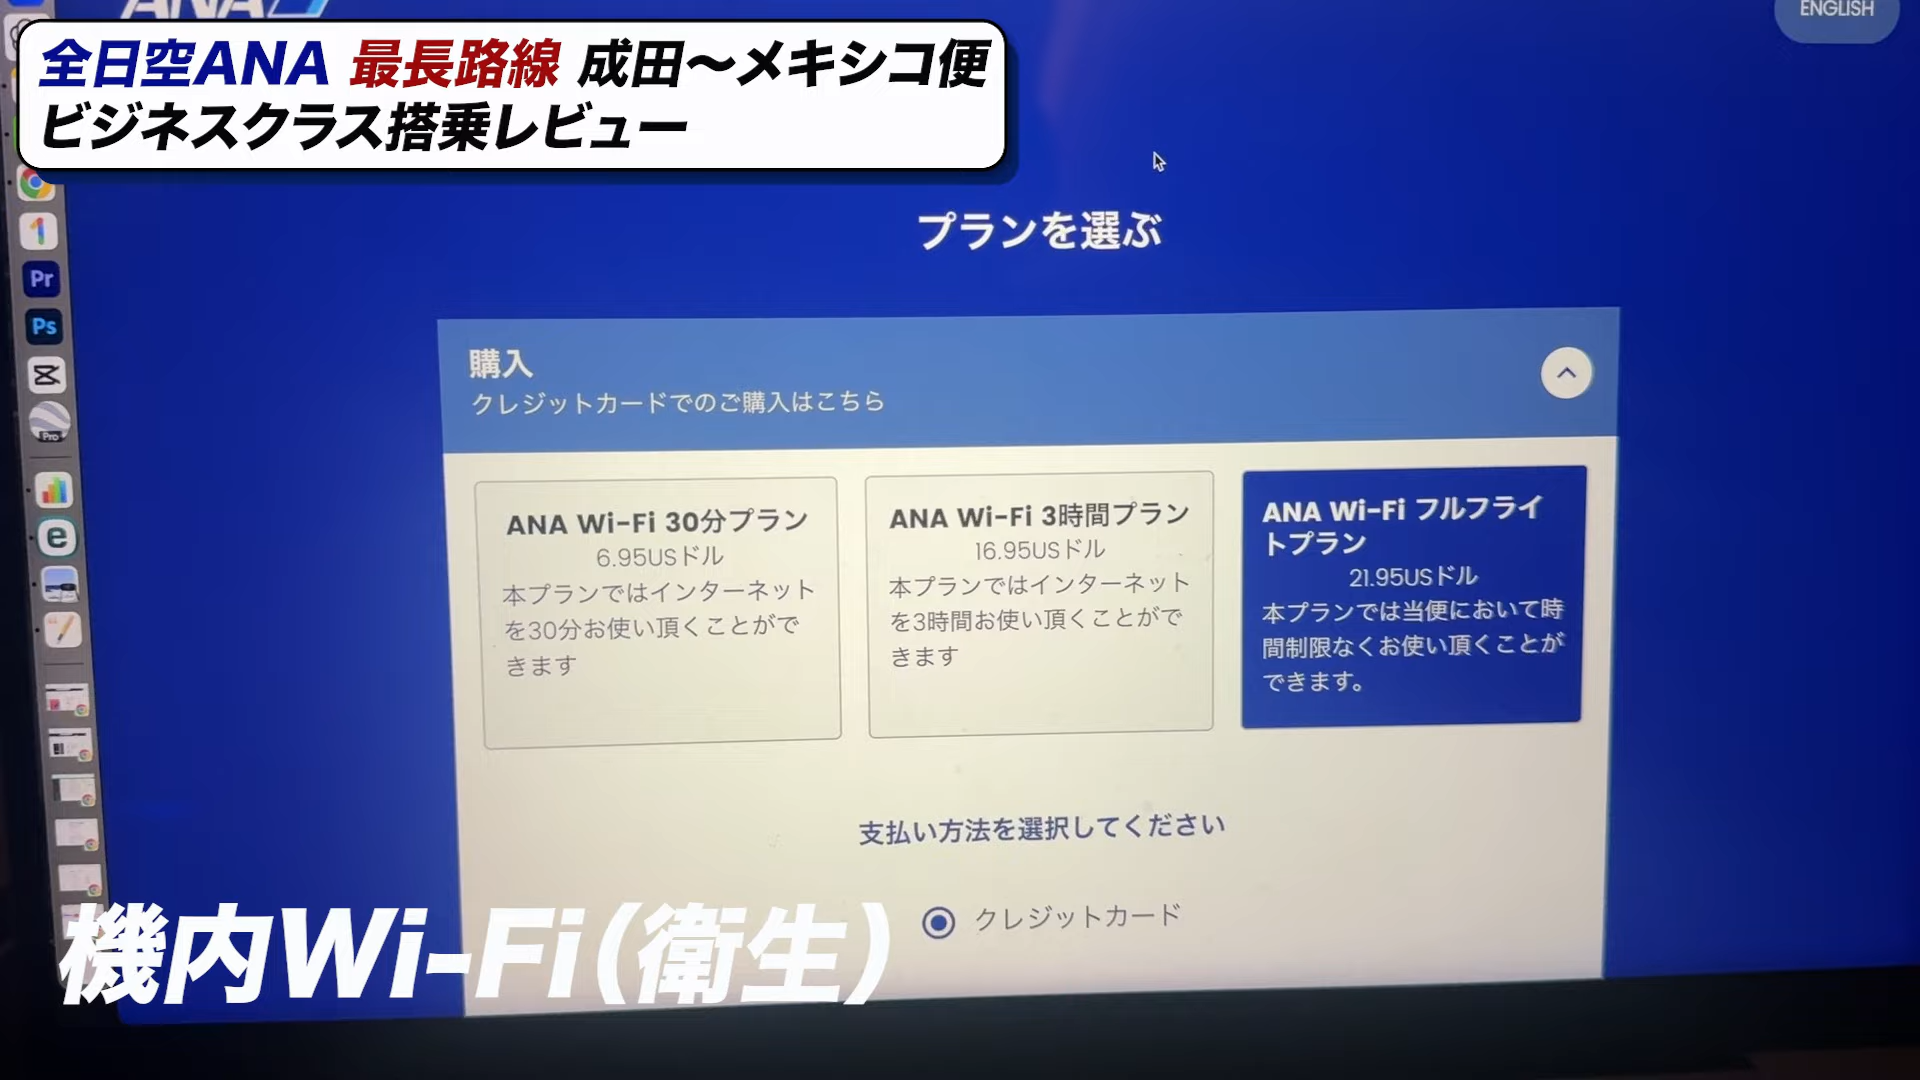 ANA
ENGLISH
全日空ANA 最長路線 成田～メキシコ便
ビジネスクラス搭乗レビュー
プランを選ぶ
購入
クレジットカードでのご購入はこちら
ANA Wi-Fi 30分プラン
6.95USドル
本プランではインターネット
を30分お使い頂くことがで
きます
ANA Wi-Fi 3時間プラン
16.95USドル
本プランではインターネット
を3時間お使い頂くことがで
きます
ANA Wi-Fi フルフライ
トプラン
21.95USドル
本プランでは当便において時
間制限なくお使い頂くことが
できます。
支払い方法を選択してください
クレジットカード
1
Pr
Ps
Pro
e
機内Wi-Fi(衛生)